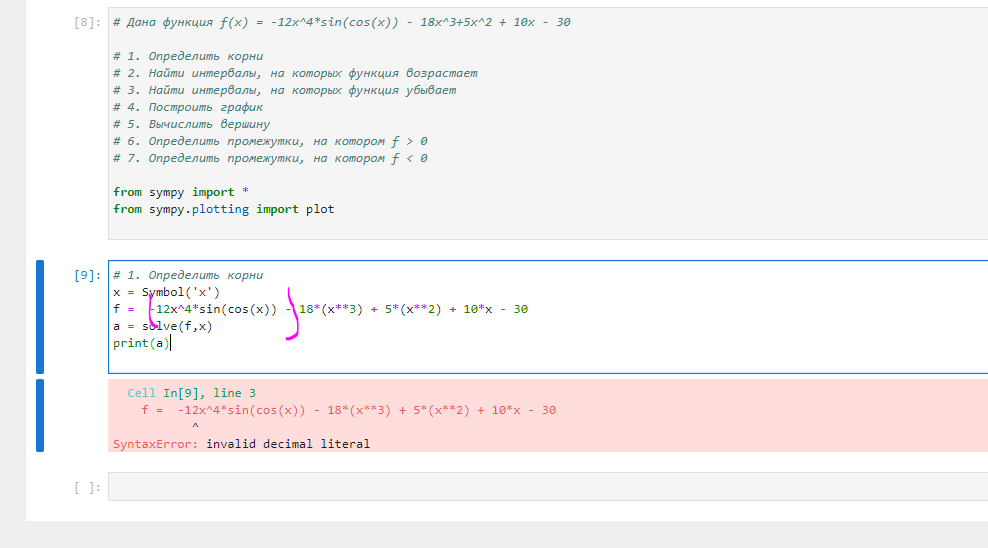 [8]: # Дана функция f(x) = -12x^4*sin(cos(x)) - 18x^3+5x^2 + 10x - 30
# 1. Определить корни
# 2. Найти интервалы, на которых функция возрастает
# 3. Найти интервалы, на которых функция убывает
# 4. Построить график
# 5. Вычислить вершину
# 6. Определить промежутки, на котором f > 0
# 7. Определить промежутки, на котором f < 0
from sympy import *
from sympy.plotting import plot
[9]: # 1. Определить корни
x = Symbol('x')
f = -12x^4*sin(cos(x)) - 18*(x**3) + 5*(x**2) + 10*x - 30
a = solve(f,x)
print(a)
Cell In[9], line 3
f = -12x^4*sin(cos(x)) - 18*(x**3) + 5*(x**2) + 10*x - 30
^
SyntaxError: invalid decimal literal
[ ]: